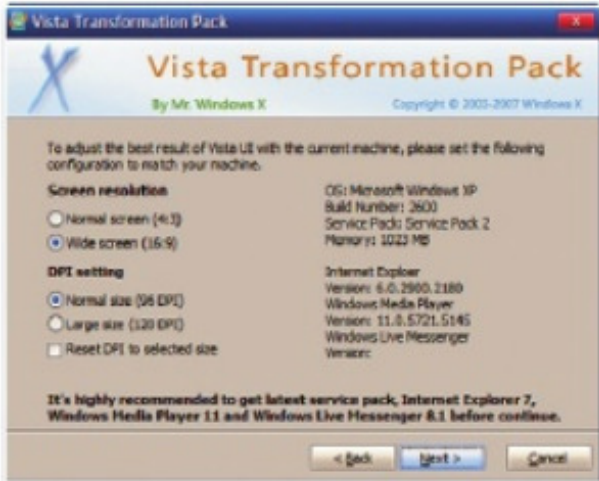 Vista Transformation Pack
Vista Transformation Pack
By Mr. Windows X
Copyright © 2003-2007 Windows X
To adjust the best result of Vista UI with the current machine, please set the following
configuration to match your machine.
Screen resolution
Normal screen (4:3)
Wide screen (16:9)
DPI setting
Normal size (96 DPI)
Large size (120 DPI)
Reset DPI to selected size
OS: Microsoft Windows XP
Build Number: 2600
Service Pack: Service Pack 2
Memory: 1023 MB
Internet Exploer
Version: 6.0.2900.2180
Windows Media Player
Version: 11.0.5721.5145
Windows Live Messenger
Version:
It's highly recommended to get latest service pack, Internet Explorer 7,
Windows Media Player 11 and Windows Live Messenger 8.1 before continue.
< Back
Next >
Cancel